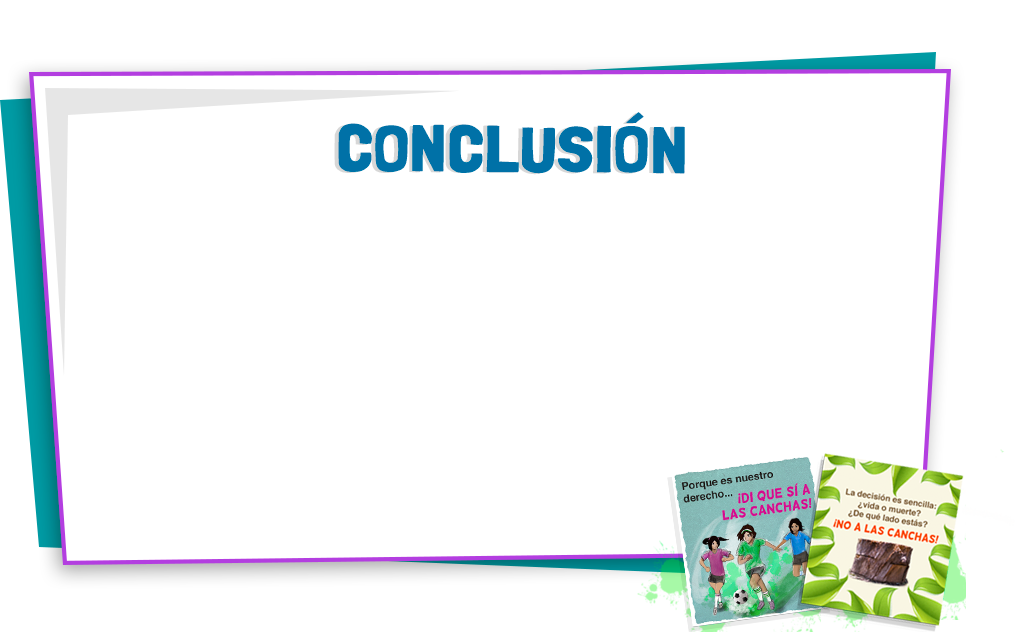 CONCLUSIÓN
Porque es nuestro
derecho... ¡DI QUE SÍ A
LAS CANCHAS!
La decisión es sencilla:
¿vida o muerte?
¿De qué lado estás?
¡NO A LAS CANCHAS!